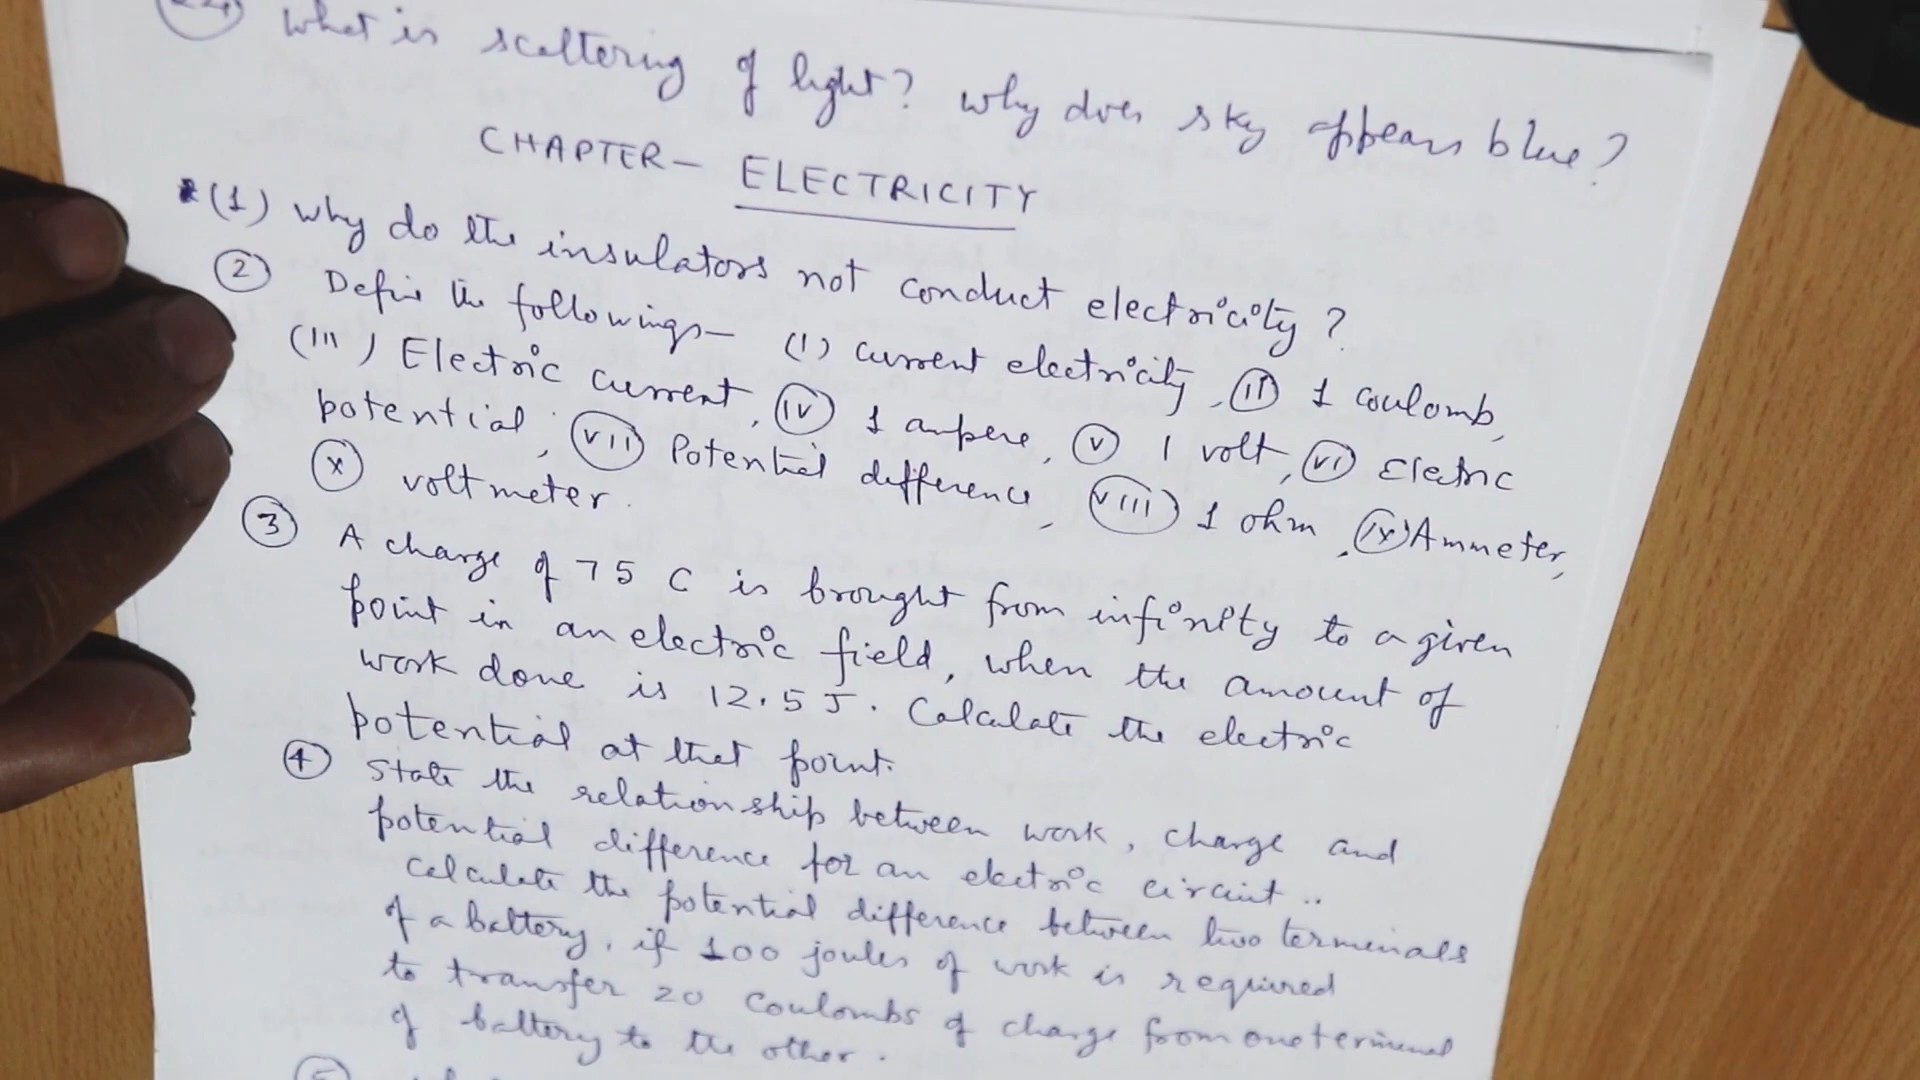 What is scattering of light? Why does sky appears blue?
CHAPTER— ELECTRICITY
(1) Why do the insulators not conduct electricity?
(2) Define the followings— (i) current electricity, (ii) 1 coulomb,
(iii) Electric current, (iv) 1 ampere, (v) 1 volt, (vi) Eletric
potential, (vii) Potential difference, (viii) 1 ohm, (ix) Ammeter,
(x) voltmeter.
(3) A charge of 75 C is brought from infinity to a given
point in an electric field, when the amount of
work done is 12.5 J. Calculate the electric
potential at that point.
(4) State the relationship between work, charge and
potential difference for an electric circuit..
Calculate the potential difference between two terminals
of a battery, if 100 joules of work is required
to transfer 20 Coulombs of charge from one terminal
of battery to the other.
(5)